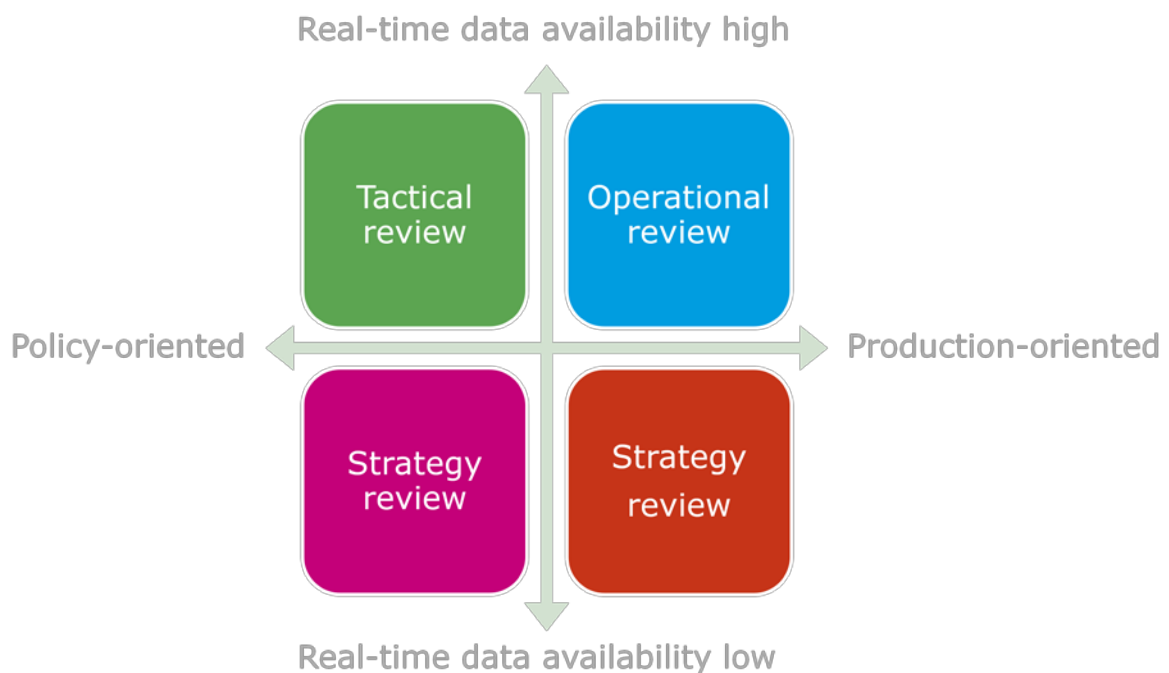 Real-time data availability high
Tactical
review
Operational
review
Policy-oriented
Production-oriented
Strategy
review
Strategy
review
Real-time data availability low